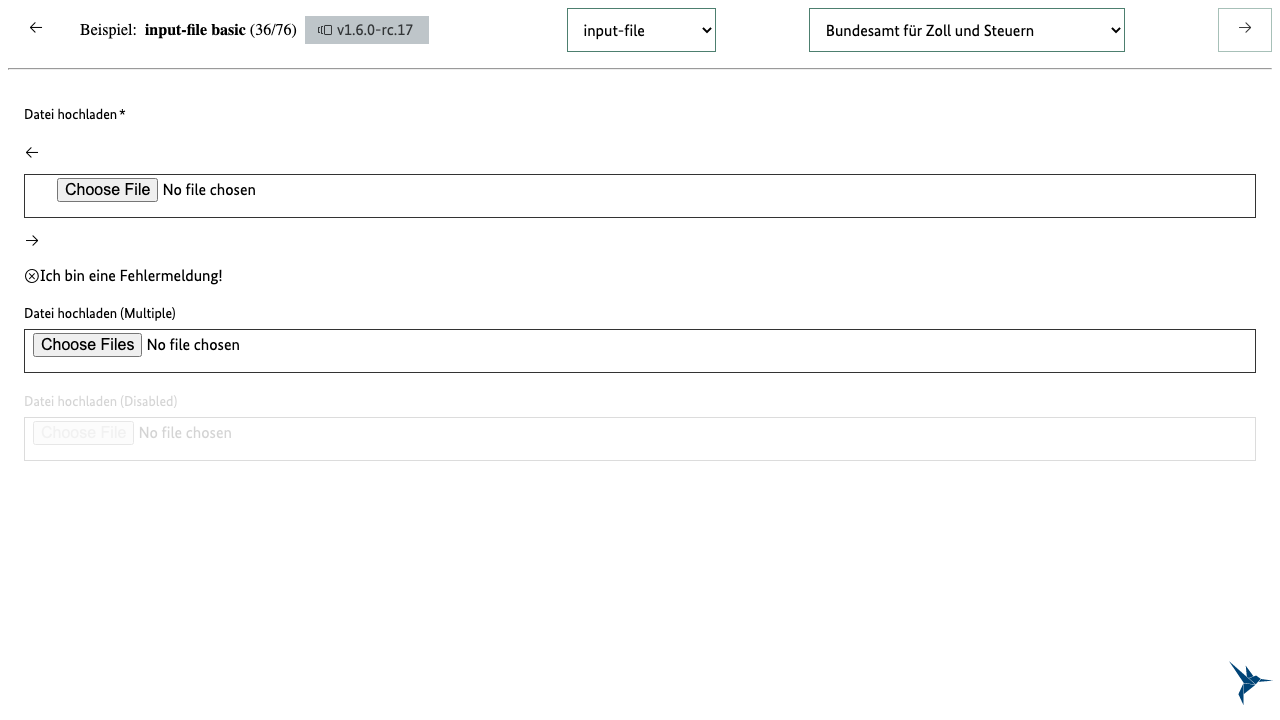 Beispiel: input-file basic (36/76) v1.6.0-rc.17 input-file Bundesamt für Zoll und Steuern
Datei hochladen *
Choose File No file chosen
Ich bin eine Fehlermeldung!
Datei hochladen (Multiple)
Choose Files No file chosen
Datei hochladen (Disabled)
Choose File No file chosen